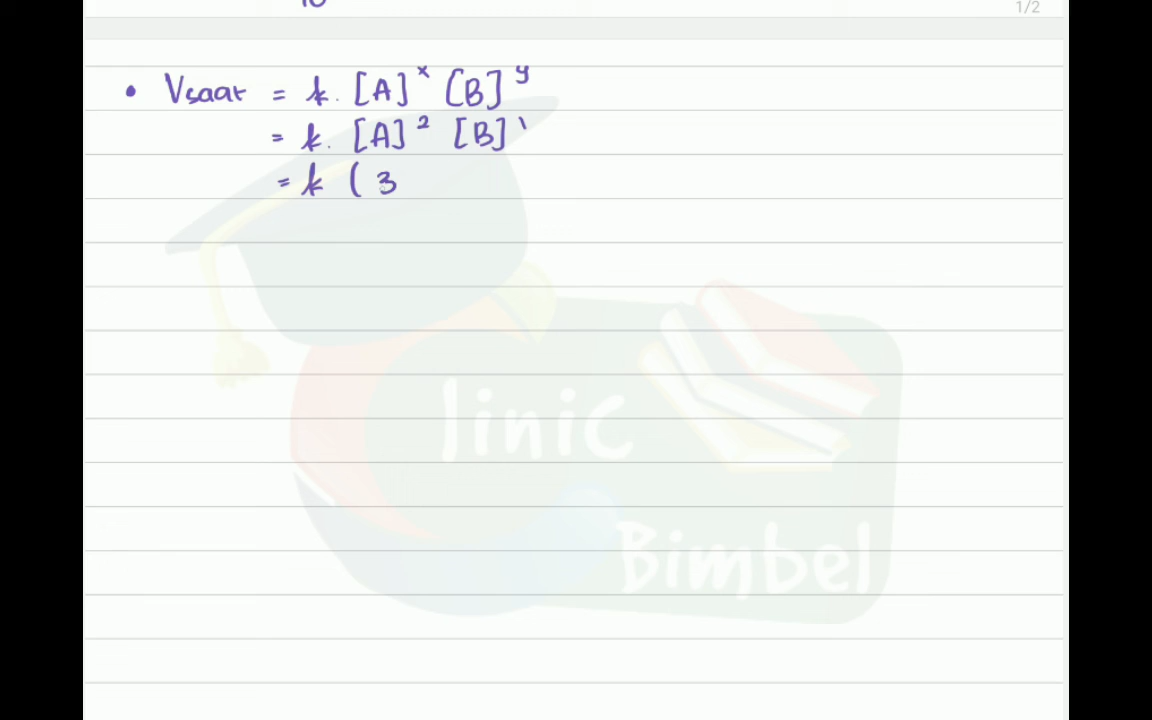 1/2
• Vsaat = k. [A]ˣ [B]ʸ
= k. [A]² [B]¹
= k ( 3
Jinic
Bimbel